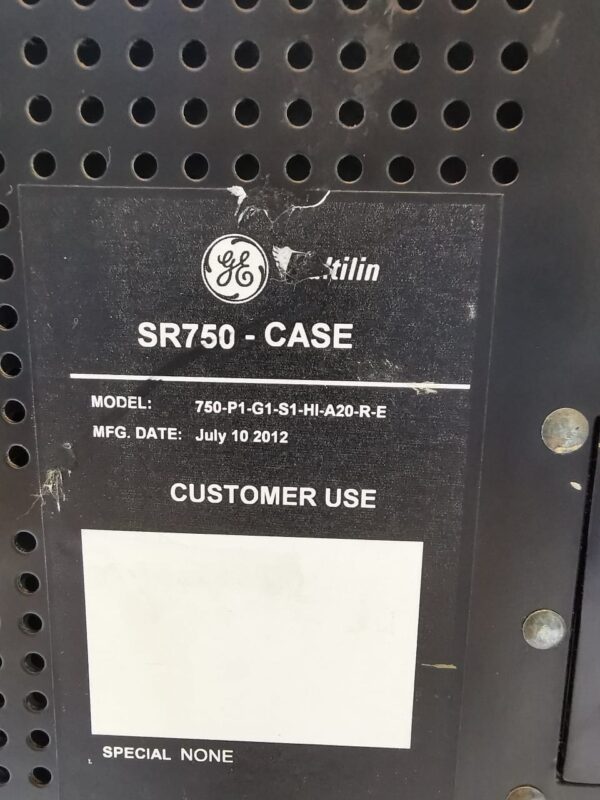 GE
SR750 - CASE
MODEL: 750-P1-G1-S1-HI-A20-R-E
MFG. DATE: July 10 2012
CUSTOMER USE
SPECIAL NONE